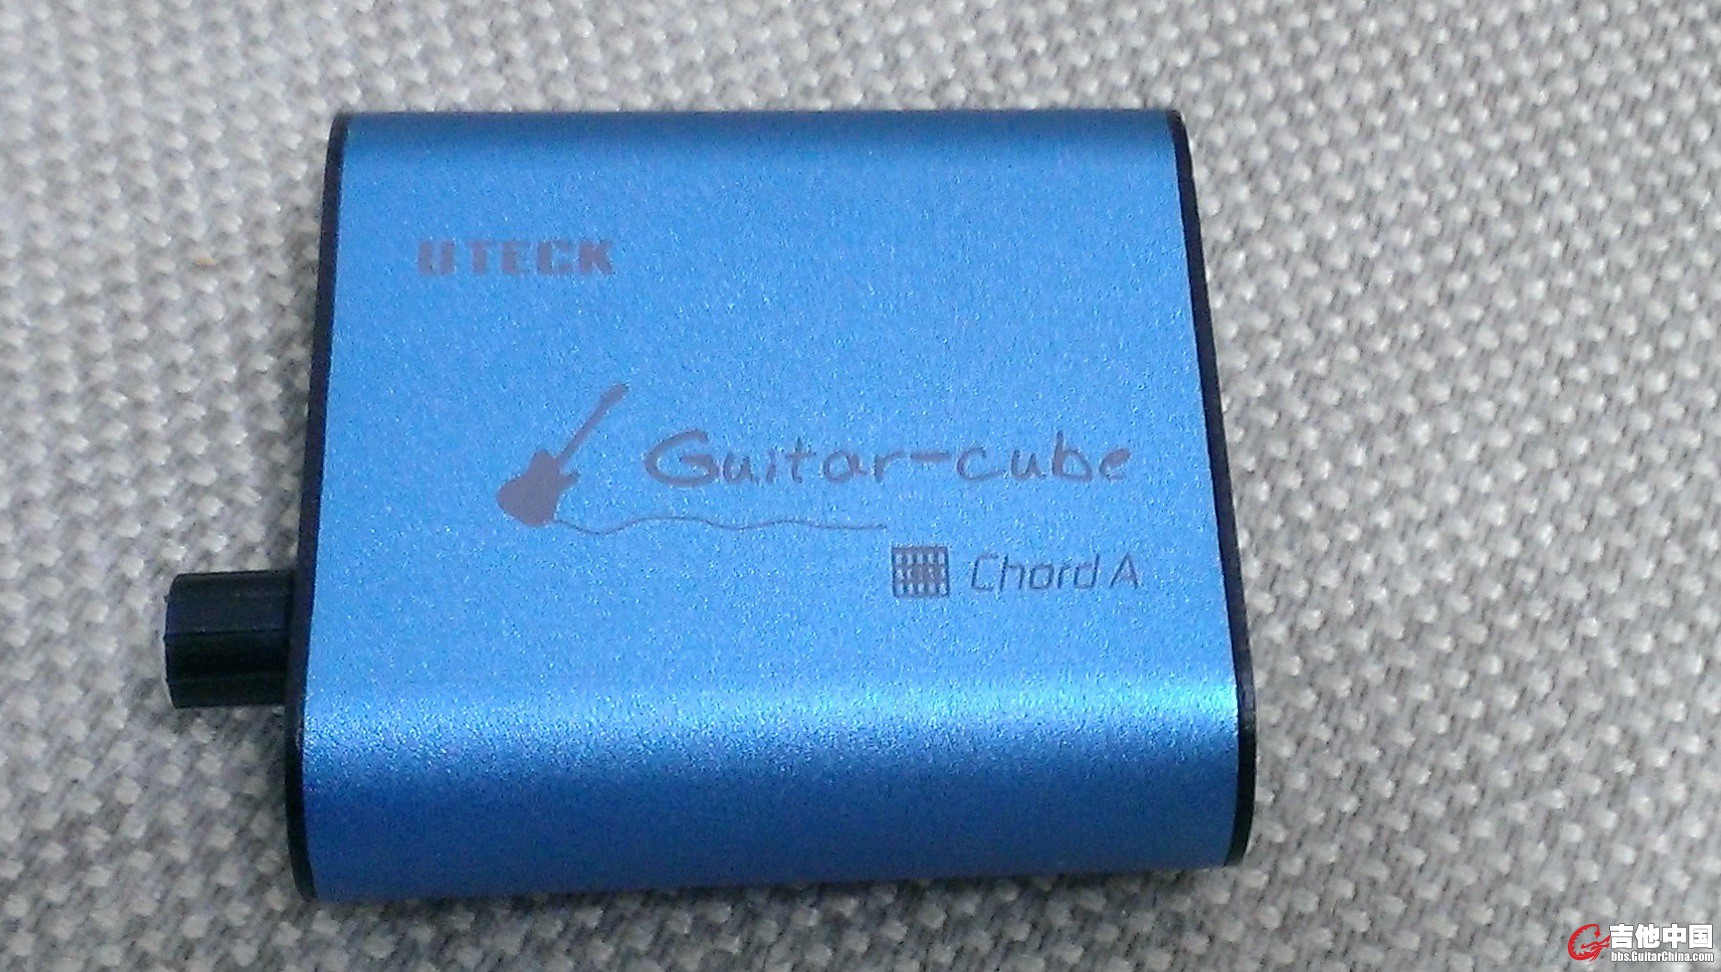 UTECK
Guitar-cube
Chord A
吉他中国
bbs.GuitarChina.com